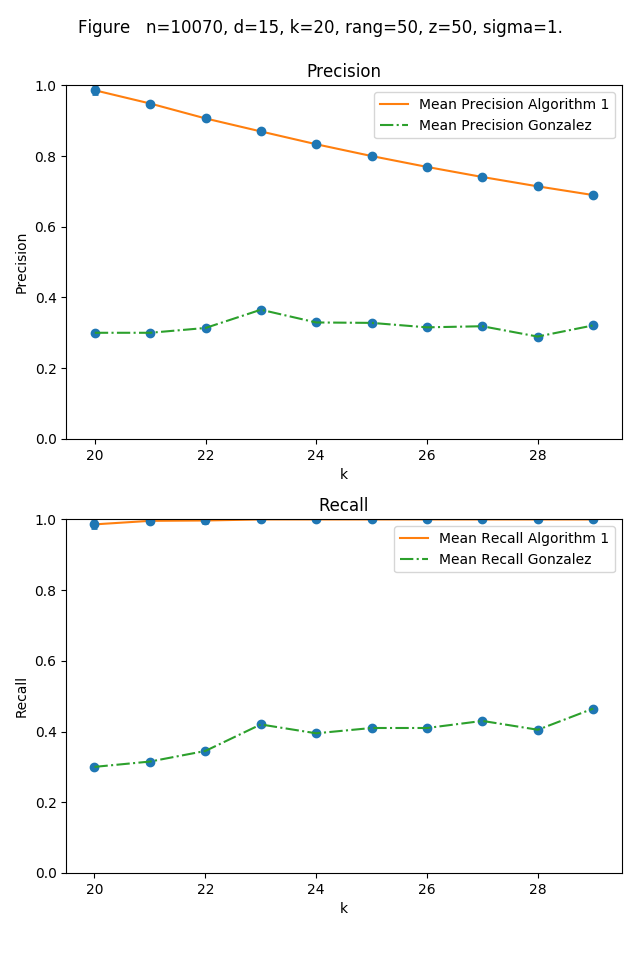 Figure   n=10070, d=15, k=20, rang=50, z=50, sigma=1.
Precision
1.0
0.8
0.6
0.4
0.2
0.0
Precision
Mean Precision Algorithm 1
Mean Precision Gonzalez
20 22 24 26 28
k
Recall
1.0
0.8
0.6
0.4
0.2
0.0
Recall
Mean Recall Algorithm 1
Mean Recall Gonzalez
20 22 24 26 28
k